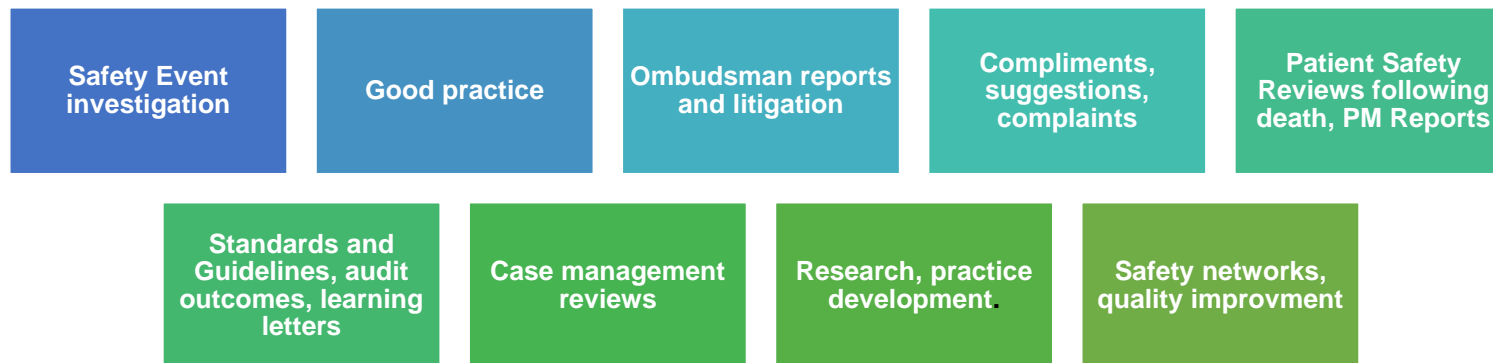 Safety Event
investigation
Good practice
Ombudsman reports
and litigation
Compliments,
suggestions,
complaints
Patient Safety
Reviews following
death, PM Reports
Standards and
Guidelines, audit
outcomes, learning
letters
Case management
reviews
Research, practice
development.
Safety networks,
quality improvment